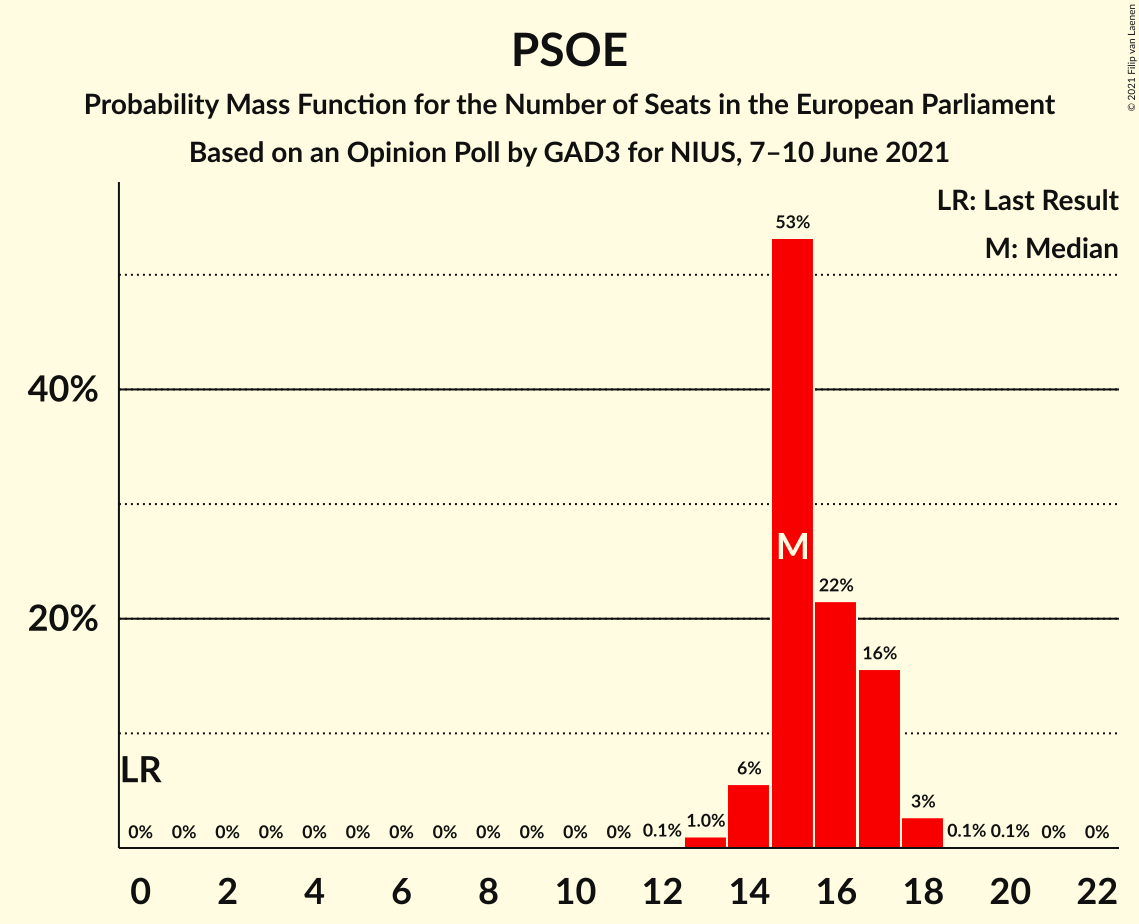 PSOE
Probability Mass Function for the Number of Seats in the European Parliament
Based on an Opinion Poll by GAD3 for NIUS, 7–10 June 2021
© 2021 Filip van Laenen
LR: Last Result
M: Median
53%
40%
M
22%
20%
16%
LR
6%
3%
0% 0% 0% 0% 0% 0% 0% 0% 0% 0% 0% 0% 0.1% 1.0% 0.1% 0.1% 0% 0%
0 2 4 6 8 10 12 14 16 18 20 22